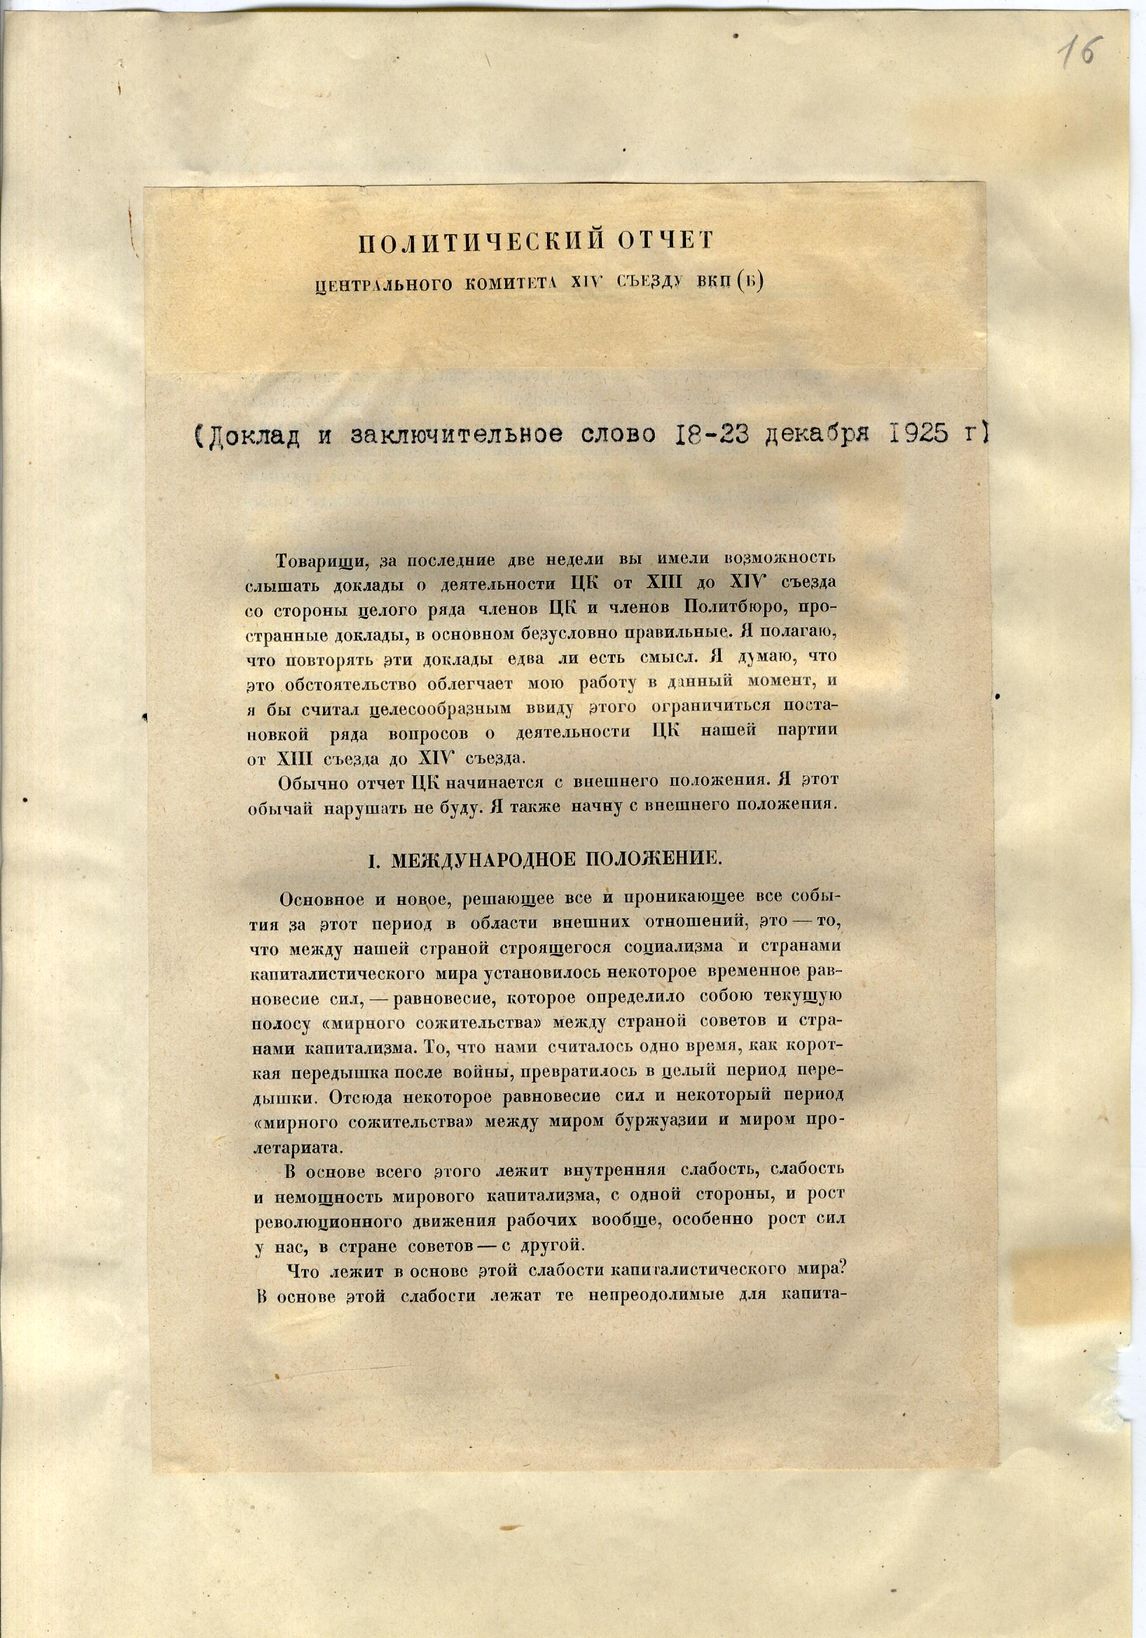 16
ПОЛИТИЧЕСКИЙ ОТЧЕТ
ЦЕНТРАЛЬНОГО КОМИТЕТА XIV СЪЕЗДУ ВКП(Б)
(Доклад и заключительное слово 18-23 декабря 1925 г)
Товарищи, за последние две недели вы имели возможность
слышать доклады о деятельности ЦК от XIII до XIV съезда
со стороны целого ряда членов ЦК и членов Политбюро, про-
странные доклады, в основном безусловно правильные. Я полагаю,
что повторять эти доклады едва ли есть смысл. Я думаю, что
это обстоятельство облегчает мою работу в данный момент, и
я бы считал целесообразным ввиду этого ограничиться поста-
новкой ряда вопросов о деятельности ЦК нашей партии
от XIII съезда до XIV съезда.
Обычно отчет ЦК начинается с внешнего положения. Я этот
обычай нарушать не буду. Я также начну с внешнего положения.
I. МЕЖДУНАРОДНОЕ ПОЛОЖЕНИЕ.
Основное и новое, решающее все и проникающее все собы-
тия за этот период в области внешних отношений, это — то,
что между нашей страной строящегося социализма и странами
капиталистического мира установилось некоторое временное рав-
новесие сил, — равновесие, которое определило собою текущую
полосу «мирного сожительства» между страной советов и стра-
нами капитализма. То, что нами считалось одно время, как корот-
кая передышка после войны, превратилось в целый период пере-
дышки. Отсюда некоторое равновесие сил и некоторый период
«мирного сожительства» между миром буржуазии и миром про-
летариата.
В основе всего этого лежит внутренняя слабость, слабость
и немощность мирового капитализма, с одной стороны, и рост
революционного движения рабочих вообще, особенно рост сил
у нас, в стране советов — с другой.
Что лежит в основе этой слабости капиталистического мира?
В основе этой слабости лежат те непреодолимые для капита-